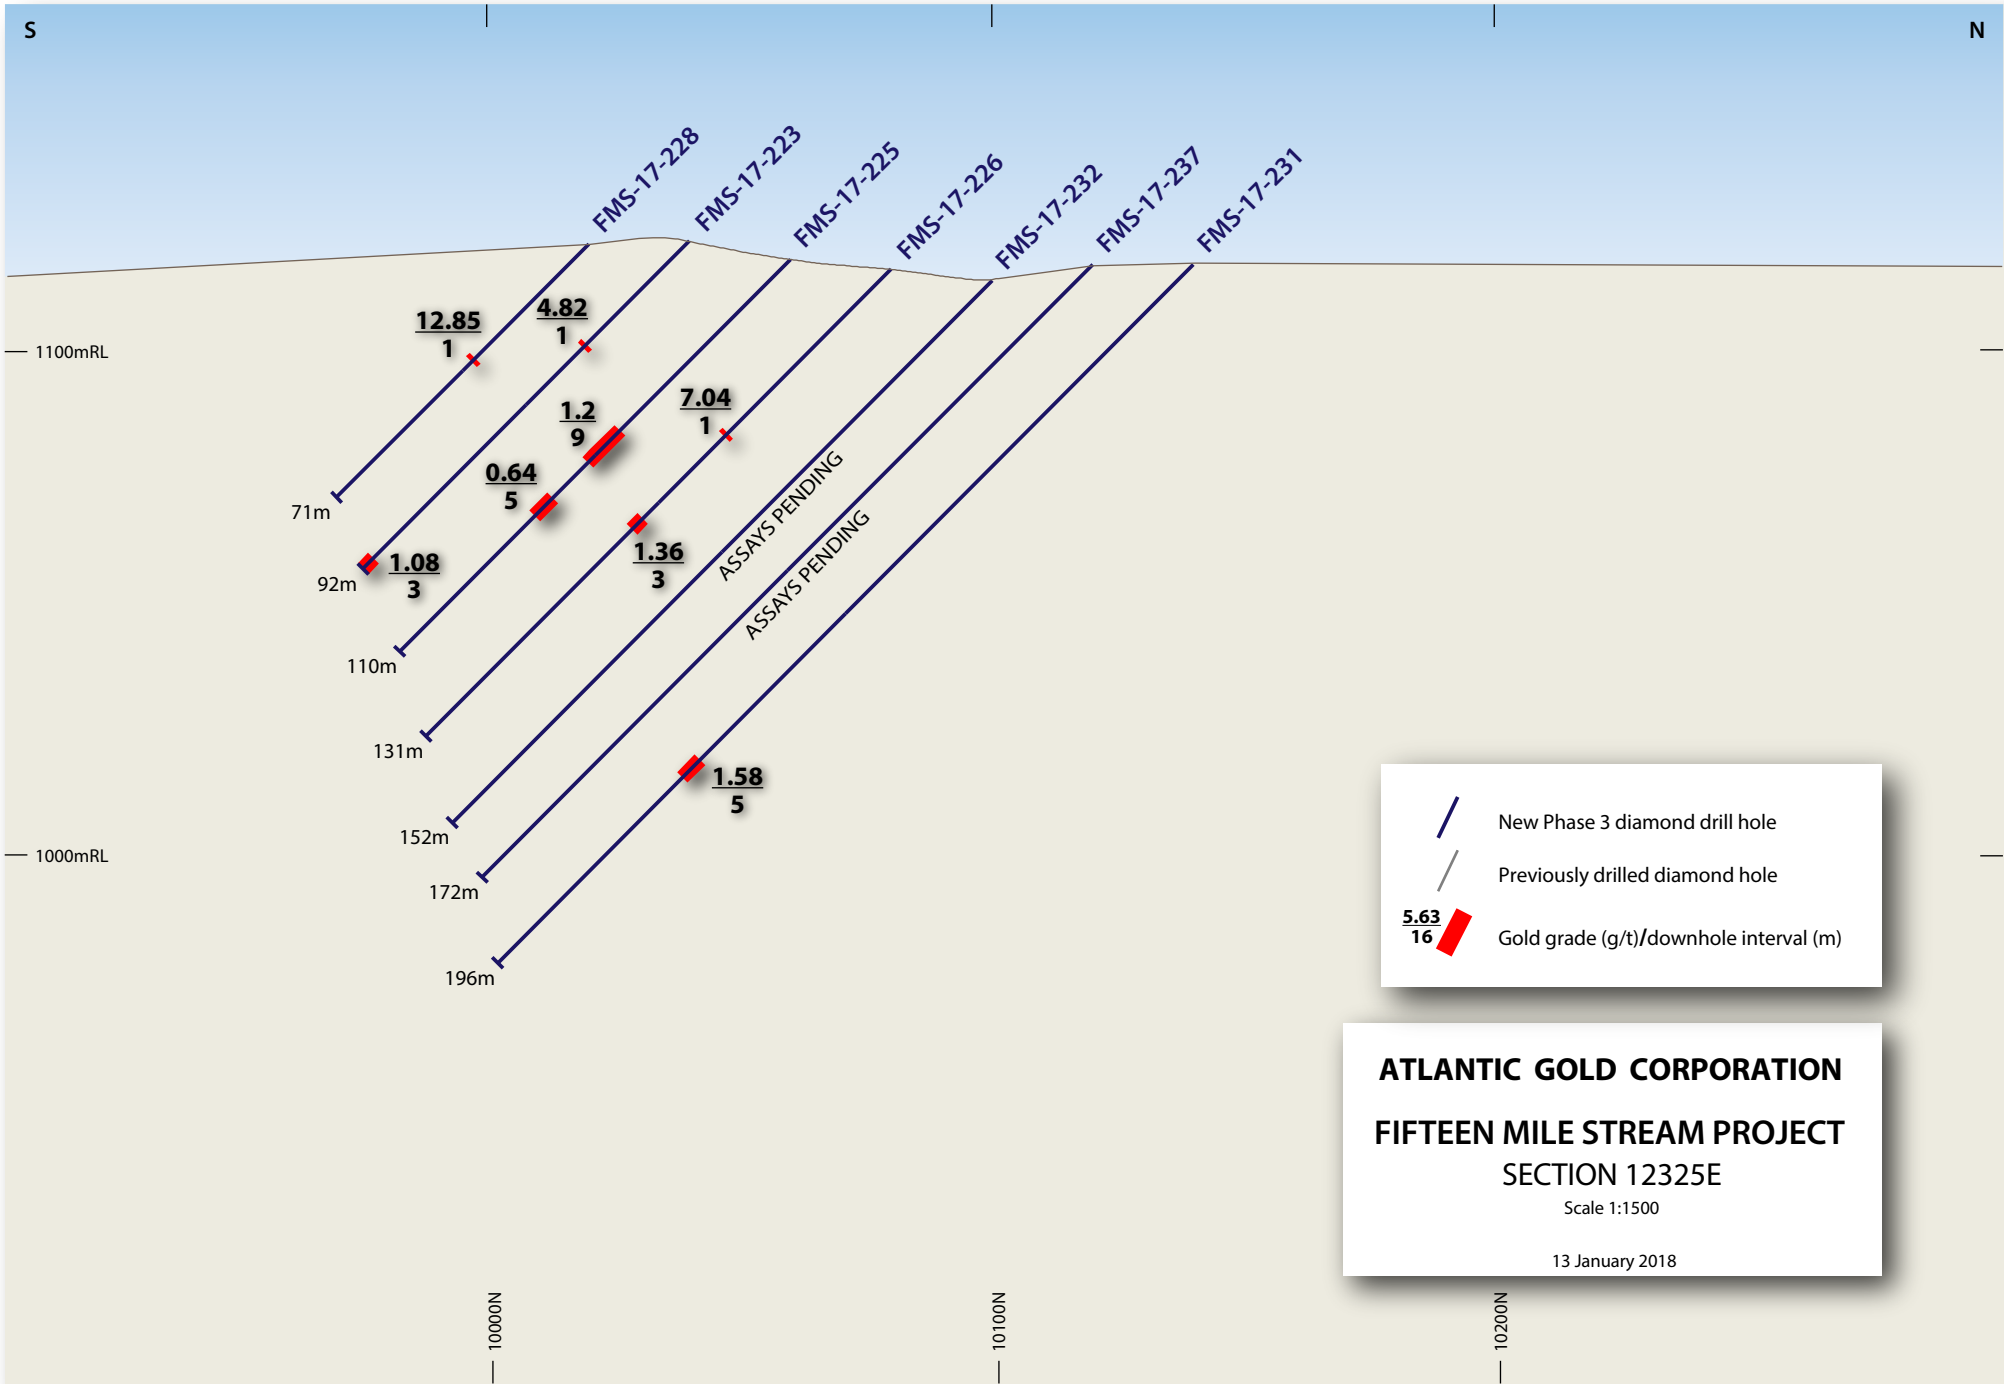 S
N
FMS-17-228
FMS-17-223
FMS-17-225
FMS-17-226
FMS-17-232
FMS-17-237
FMS-17-231
12.85
1
4.82
1
1100mRL
7.04
1
1.2
9
0.64
5
71m
1.36
3
ASSAYS PENDING
ASSAYS PENDING
92m
1.08
3
110m
131m
1.58
5
152m
1000mRL
172m
196m
New Phase 3 diamond drill hole
Previously drilled diamond hole
5.63
16
Gold grade (g/t)/downhole interval (m)
ATLANTIC GOLD CORPORATION
FIFTEEN MILE STREAM PROJECT
SECTION 12325E
Scale 1:1500
13 January 2018
10000N
10100N
10200N